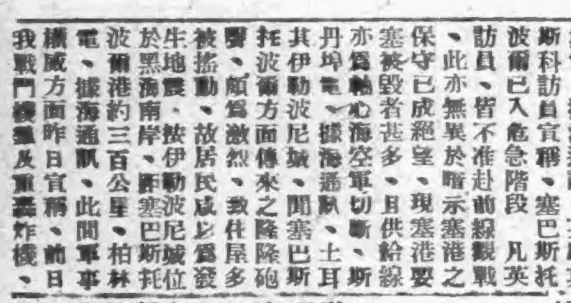 斯科訪員宣稱、塞巴斯托
波爾已入危急階段 凡英
訪員、皆不准赴前線觀戰
、此亦無異於暗示塞港之
保守已成絕望、現塞港要
塞被毀者甚多、且供給線
亦爲軸心海空軍切斷、斯
丹埠電、據海通訊、土耳
其伊勒波尼城、聞塞巴斯
托波爾方面傳來之隆隆砲
聲、頗爲激烈、致住屋多
被搖動、故居民咸以爲發
生地震、按伊勒波尼城位
於黑海南岸、距塞巴斯托
波爾港約三百公里、柏林
電、據海通訊、此間軍事
權威方面昨日宣稱、前日
我戰鬥機羣及重轟炸機、